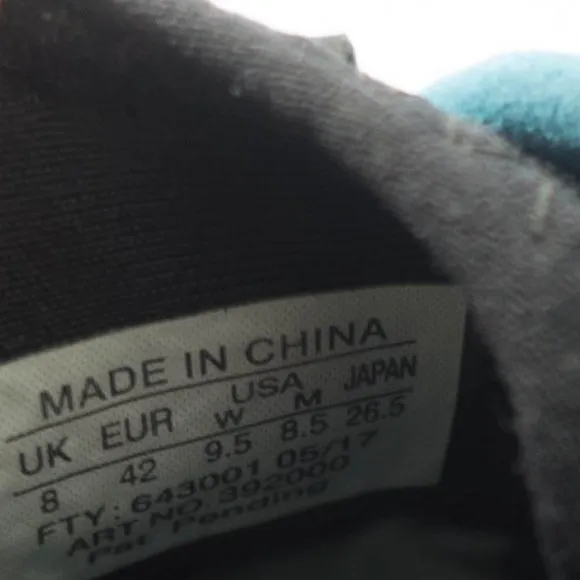 MADE IN CHINA
UK EUR USA JAPAN
W M
8 42 9.5 8.5 26.5
FTY: 643001 05/17
ART NO 392000
Pat Pending